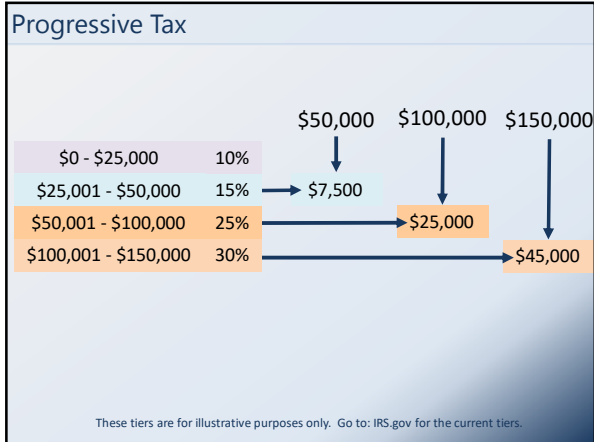 Progressive Tax
$50,000 $100,000 $150,000
$0 - $25,000 10%
$25,001 - $50,000 15% $7,500
$50,001 - $100,000 25% $25,000
$100,001 - $150,000 30% $45,000
These tiers are for illustrative purposes only. Go to: IRS.gov for the current tiers.